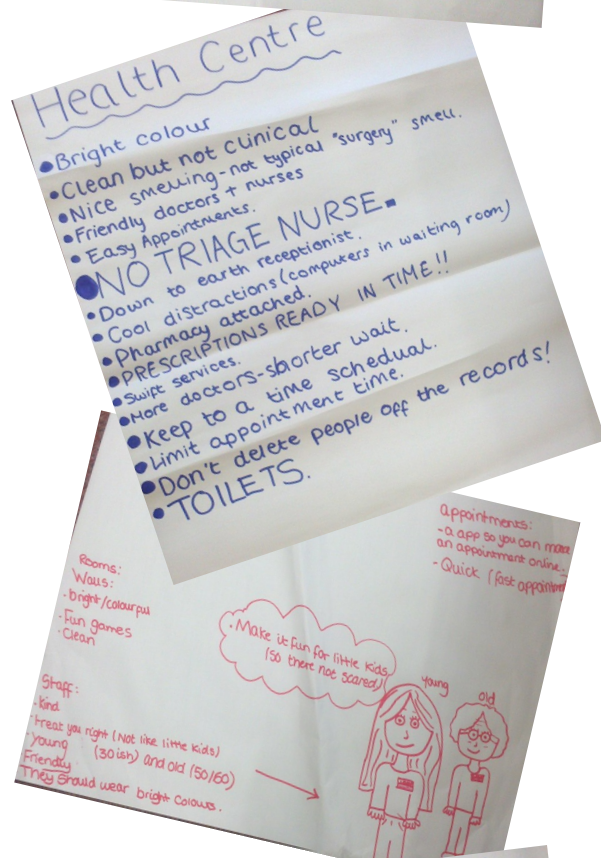 Health Centre
•Bright colour
•Clean but not clinical
•Nice smelling-not typical "surgery" smell.
•Friendly doctors + nurses
•Easy Appointments.
•NO TRIAGE NURSE.
•Down to earth receptionist.
•Cool distractions (computers in waiting room)
•Pharmacy attached.
•PRESCRIPTIONS READY IN TIME!!
•Swift services.
•More doctors-shorter wait.
•Keep to a time schedual.
•Limit appointment time.
•Don't delete people off the records!
•TOILETS.
appointments:
-a app so you can make
an appointment online.
-Quick (fast appointment
Rooms:
Walls:
·bright/colourful
·Fun games
·Clean
·Make it fun for little kids
(so there not scared)
young
old
Staff:
·kind
·treat you right (Not like little kids)
·young (30ish) and old (50/60)
Friendly
They should wear bright colours.